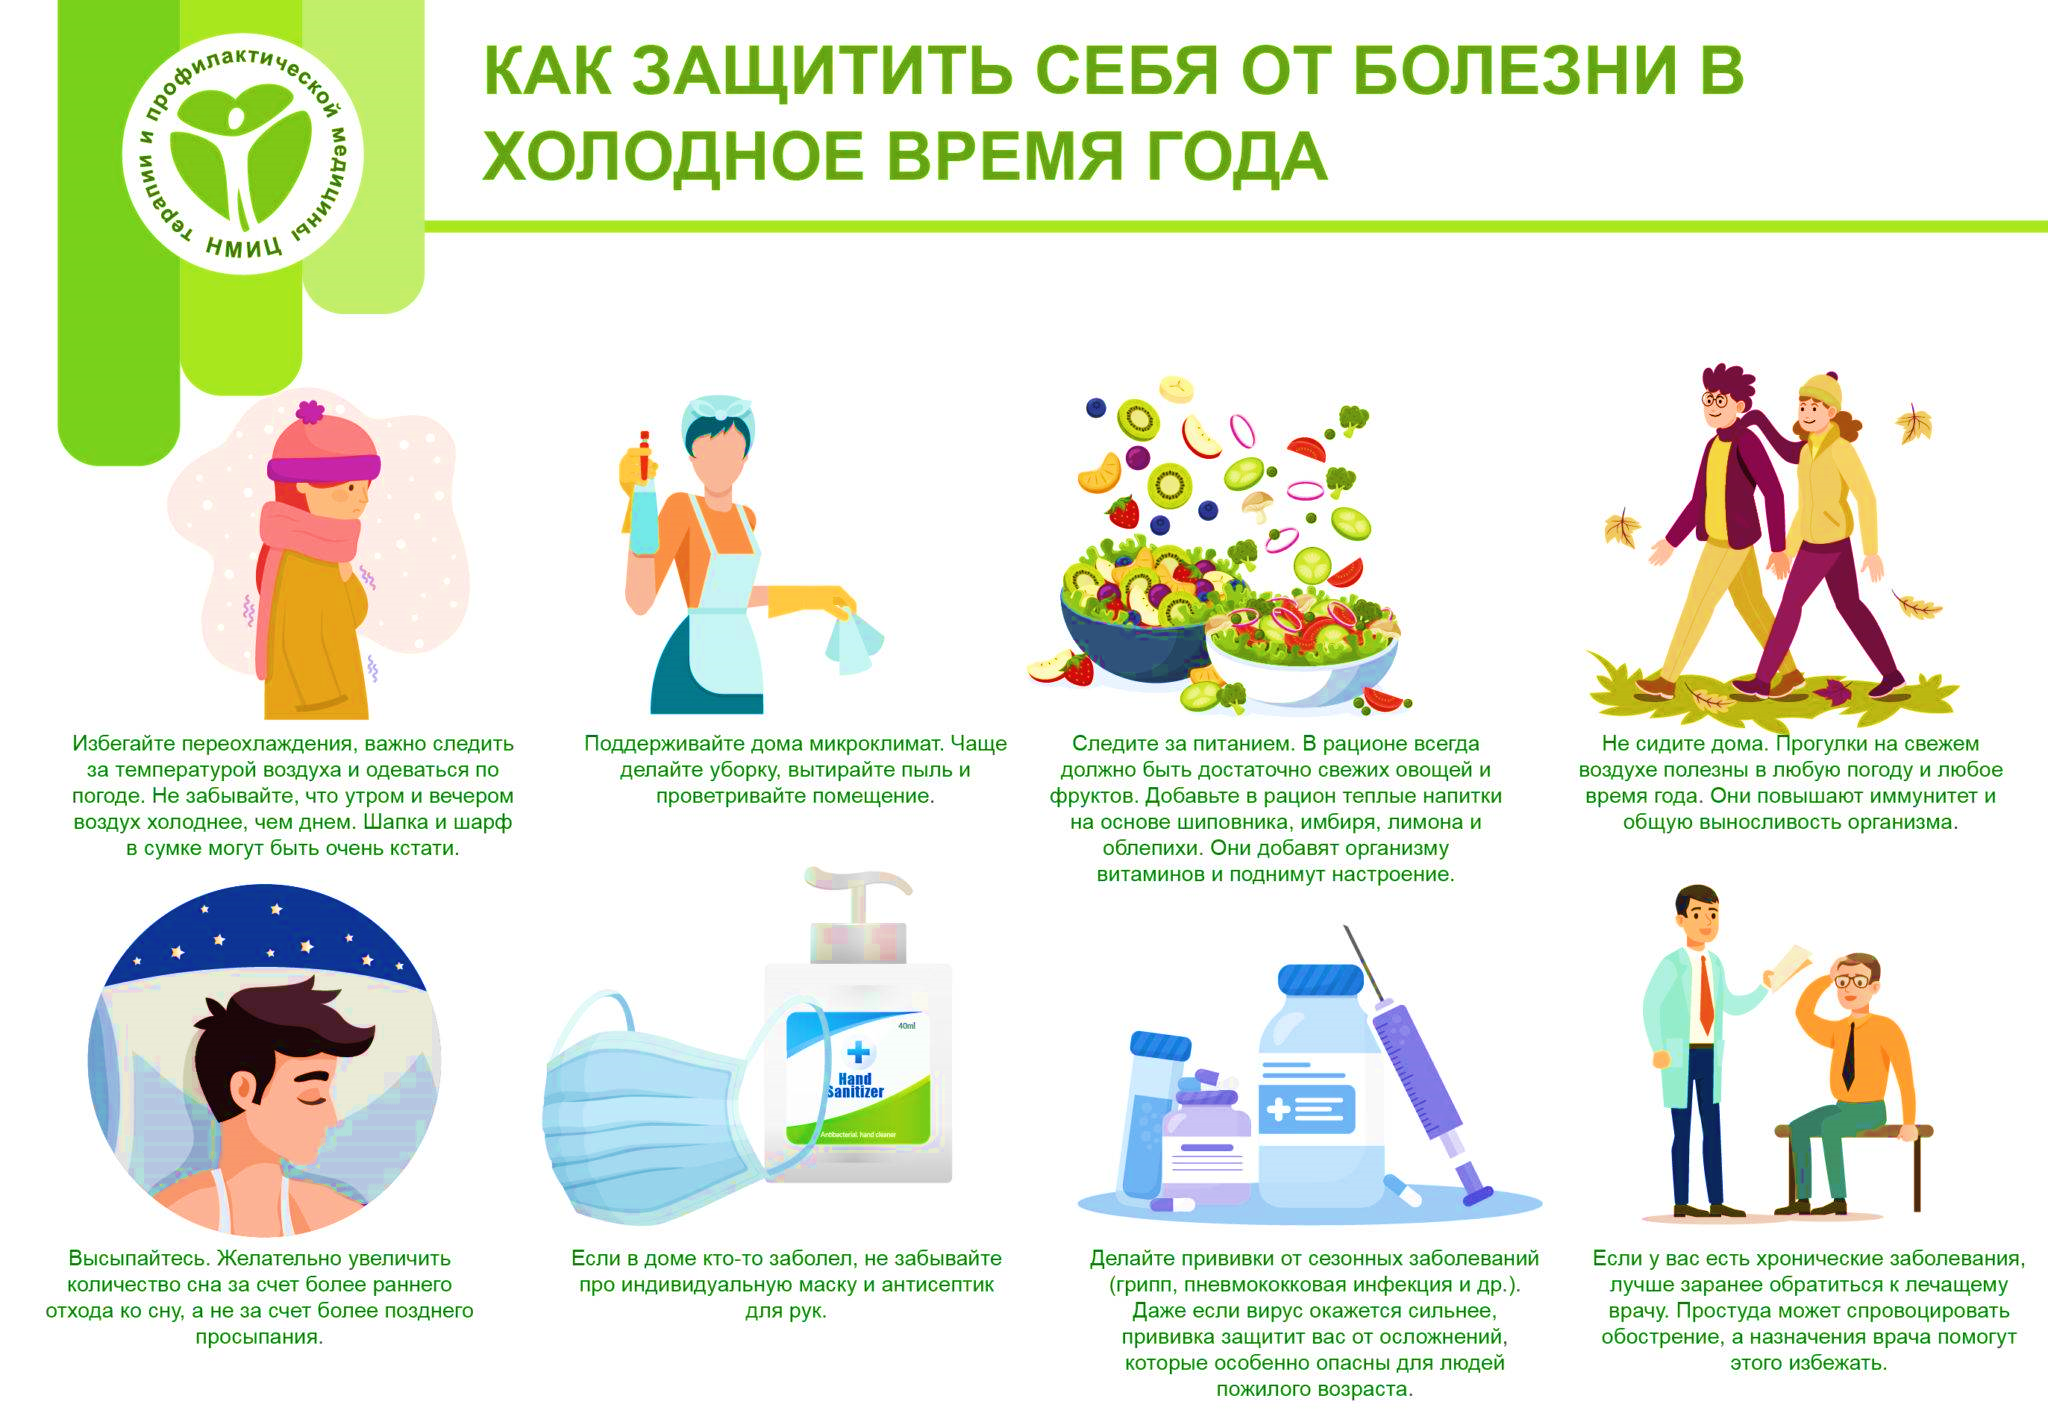 НМИЦ терапии и профилактической медицины
КАК ЗАЩИТИТЬ СЕБЯ ОТ БОЛЕЗНИ В
ХОЛОДНОЕ ВРЕМЯ ГОДА
Избегайте переохлаждения, важно следить
за температурой воздуха и одеваться по
погоде. Не забывайте, что утром и вечером
воздух холоднее, чем днем. Шапка и шарф
в сумке могут быть очень кстати.
Поддерживайте дома микроклимат. Чаще
делайте уборку, вытирайте пыль и
проветривайте помещение.
Следите за питанием. В рационе всегда
должно быть достаточно свежих овощей и
фруктов. Добавьте в рацион теплые напитки
на основе шиповника, имбиря, лимона и
облепихи. Они добавят организму
витаминов и поднимут настроение.
Не сидите дома. Прогулки на свежем
воздухе полезны в любую погоду и любое
время года. Они повышают иммунитет и
общую выносливость организма.
Высыпайтесь. Желательно увеличить
количество сна за счет более раннего
отхода ко сну, а не за счет более позднего
просыпания.
40ml
Hand
Sanitizer
Antibacterial hand cleaner
Если в доме кто-то заболел, не забывайте
про индивидуальную маску и антисептик
для рук.
Делайте прививки от сезонных заболеваний
(грипп, пневмококковая инфекция и др.).
Даже если вирус окажется сильнее,
прививка защитит вас от осложнений,
которые особенно опасны для людей
пожилого возраста.
Если у вас есть хронические заболевания,
лучше заранее обратиться к лечащему
врачу. Простуда может спровоцировать
обострение, а назначения врача помогут
этого избежать.